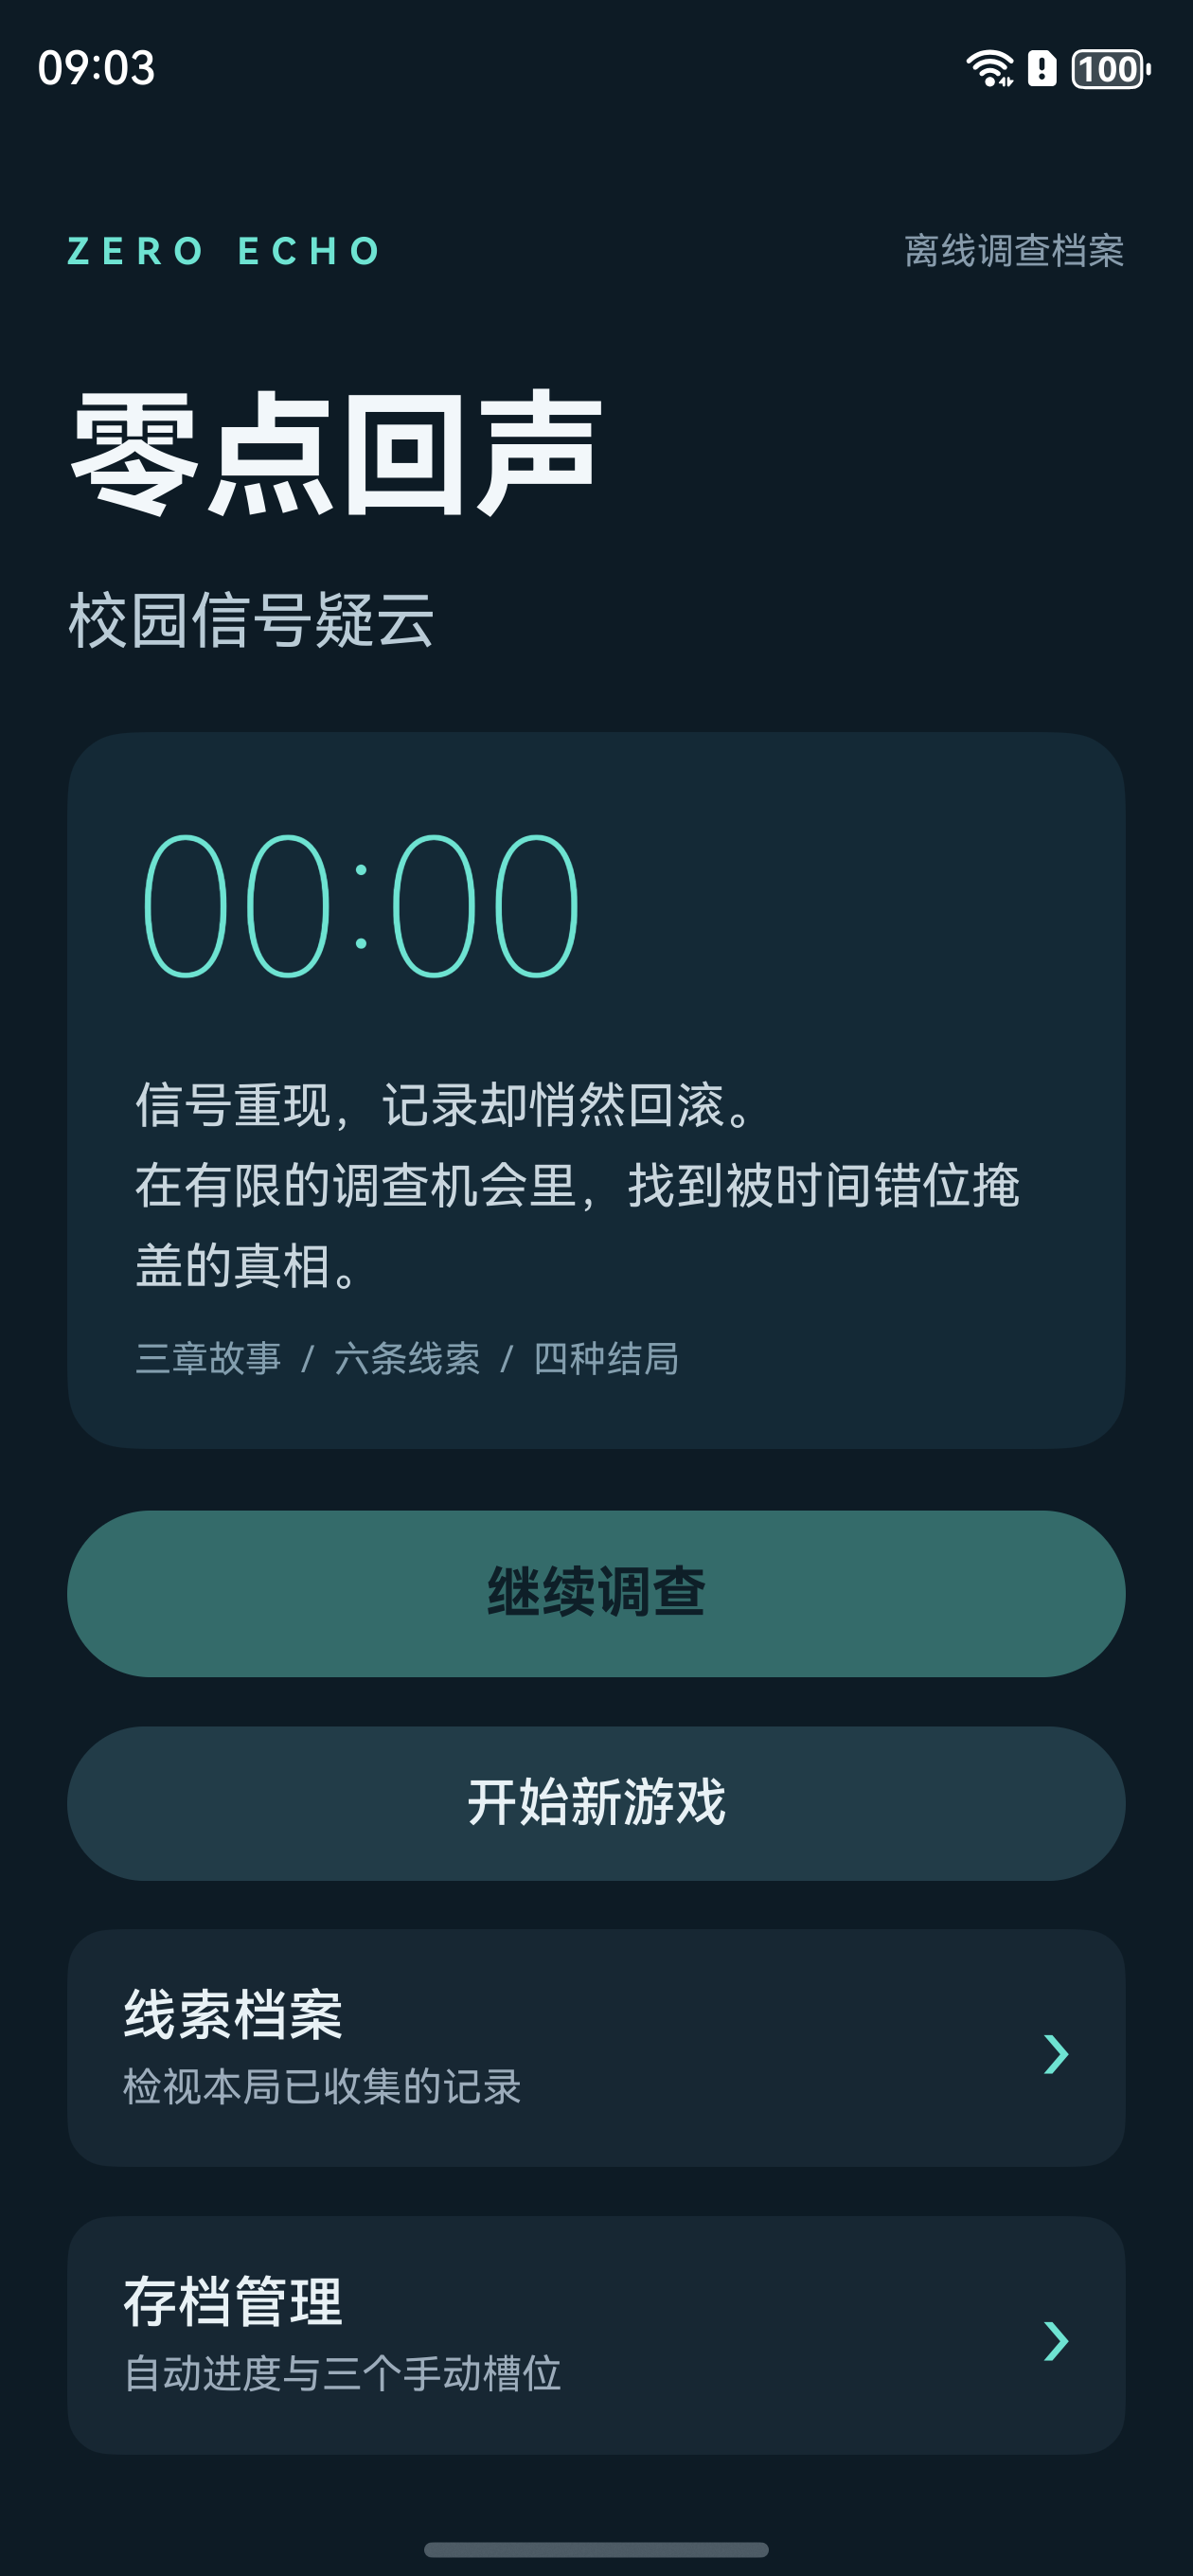 09:03
100
ZERO ECHO
离线调查档案
零点回声
校园信号疑云
00:00
信号重现，记录却悄然回滚。
在有限的调查机会里，找到被时间错位掩
盖的真相。
三章故事 / 六条线索 / 四种结局
继续调查
开始新游戏
线索档案
检视本局已收集的记录
存档管理
自动进度与三个手动槽位